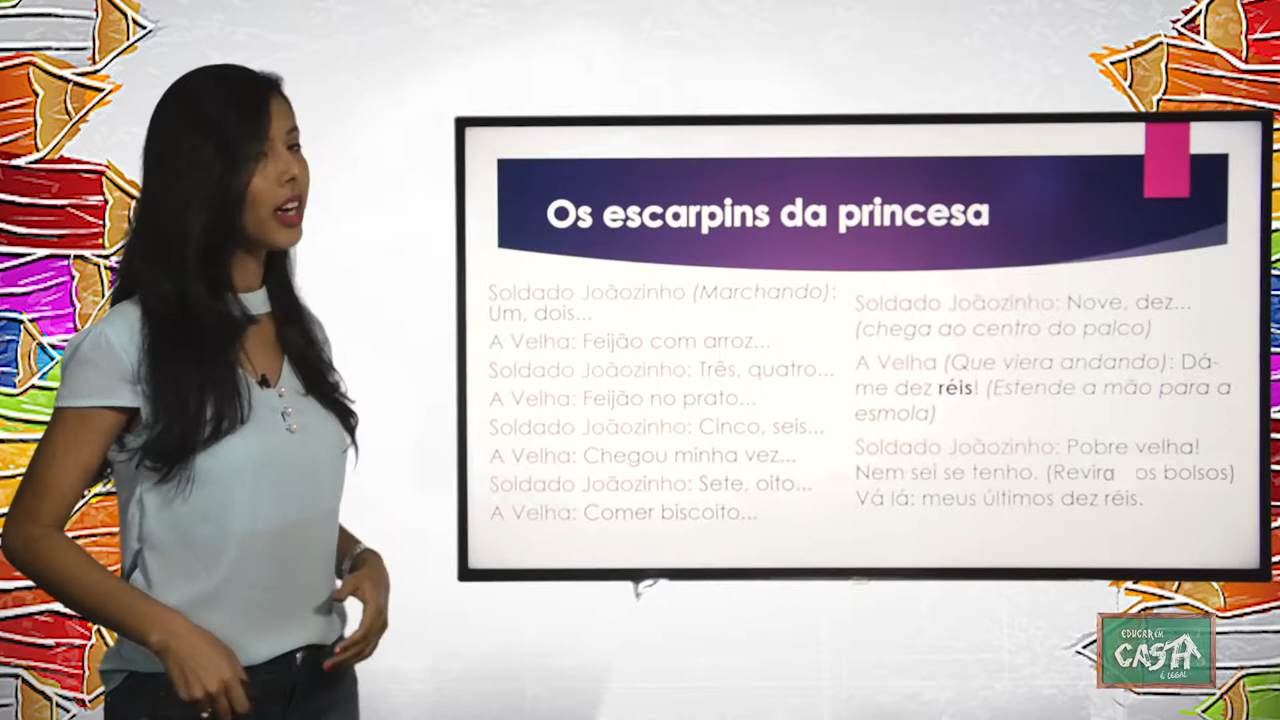 Os escarpins da princesa
Soldado Joãozinho (Marchando):
Um, dois...
A Velha: Feijão com arroz...
Soldado Joãozinho: Três, quatro...
A Velha: Feijão no prato...
Soldado Joãozinho: Cinco, seis...
A Velha: Chegou minha vez...
Soldado Joãozinho: Sete, oito...
A Velha: Comer biscoito...
Soldado Joãozinho: Nove, dez...
(chega ao centro do palco)
A Velha (Que viera andando): Dá-
me dez réis! (Estende a mão para a
esmola)
Soldado Joãozinho: Pobre velha!
Nem sei se tenho. (Revira os bolsos)
Vá lá: meus últimos dez réis.
EDUCAR EM
CASA
É LEGAL